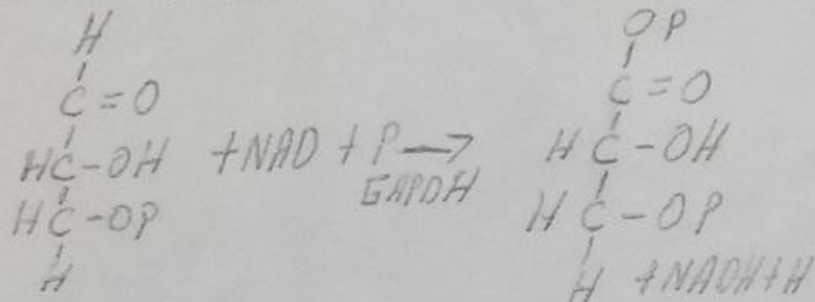 H OP
C=O C=O
HC-OH +NAD+P→ HC-OH
GAPDH
HC-OP HC-OP
H H +NADH+H